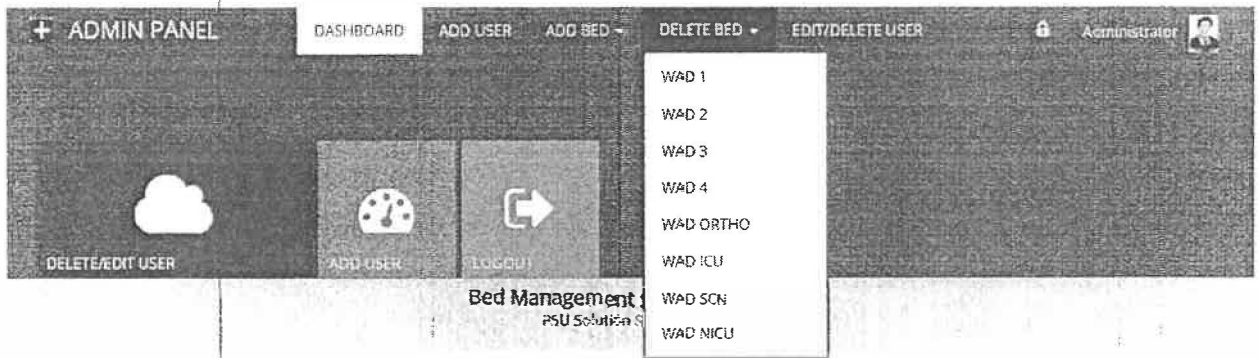 ADMIN PANEL DASHBOARD ADD USER ADD BED DELETE BED EDIT/DELETE USER Administrator
WAD 1
WAD 2
WAD 3
WAD 4
WAD ORTHO
WAD ICU
WAD SCN
WAD NICU
DELETE/EDIT USER ADD USER LOGOUT
Bed Management
PSU Solution